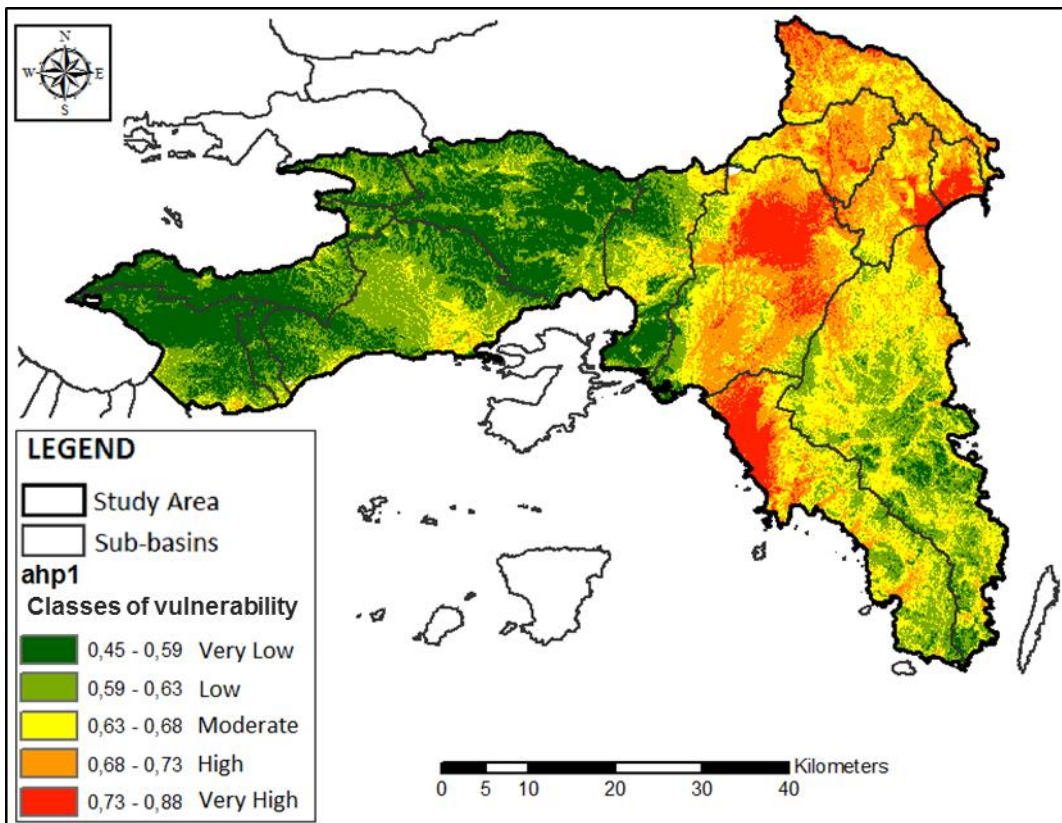 N
W E
S
LEGEND
Study Area
Sub-basins
ahp1
Classes of vulnerability
0,45 - 0,59 Very Low
0,59 - 0,63 Low
0,63 - 0,68 Moderate
0,68 - 0,73 High
0,73 - 0,88 Very High
Kilometers
0 5 10 20 30 40